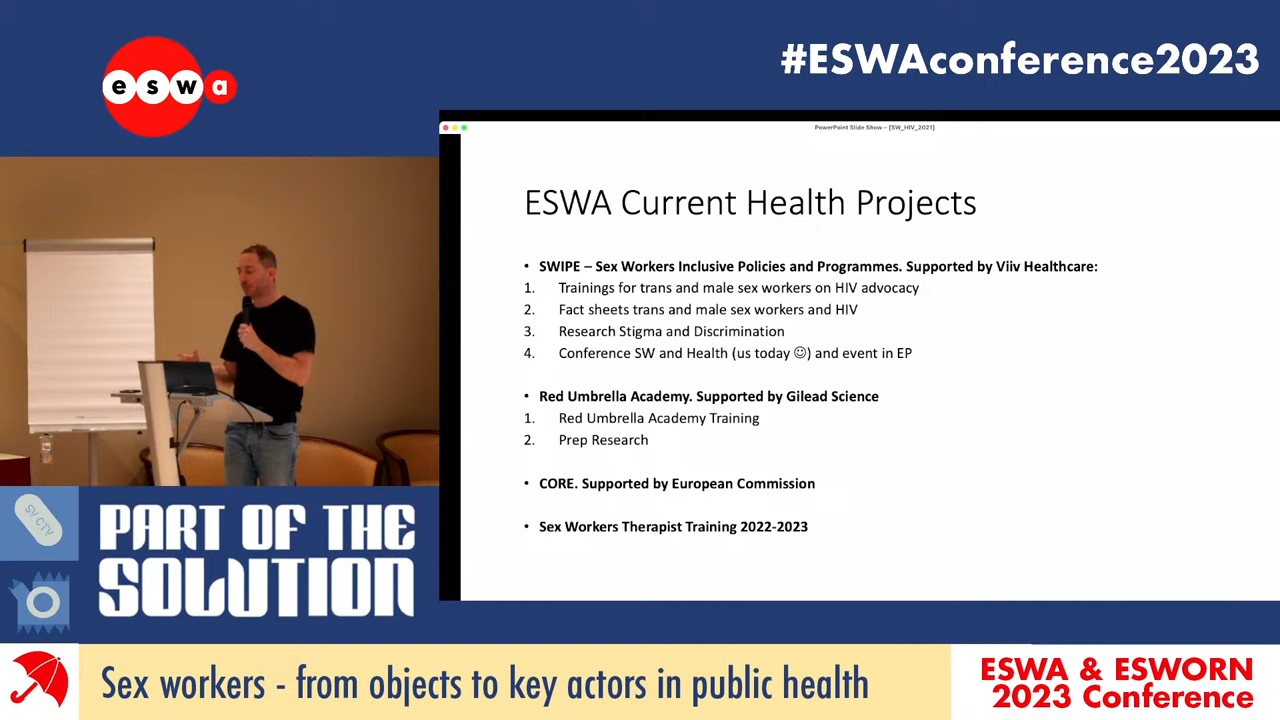 eswa
#ESWAconference2023
PowerPoint Slide Show – [SW_HIV_2021]
ESWA Current Health Projects
• SWIPE – Sex Workers Inclusive Policies and Programmes. Supported by Viiv Healthcare:
1. Trainings for trans and male sex workers on HIV advocacy
2. Fact sheets trans and male sex workers and HIV
3. Research Stigma and Discrimination
4. Conference SW and Health (us today ☺) and event in EP
• Red Umbrella Academy. Supported by Gilead Science
1. Red Umbrella Academy Training
2. Prep Research
• CORE. Supported by European Commission
• Sex Workers Therapist Training 2022-2023
PART OF THE
SOLUTION
Sex workers - from objects to key actors in public health
ESWA & ESWORN
2023 Conference